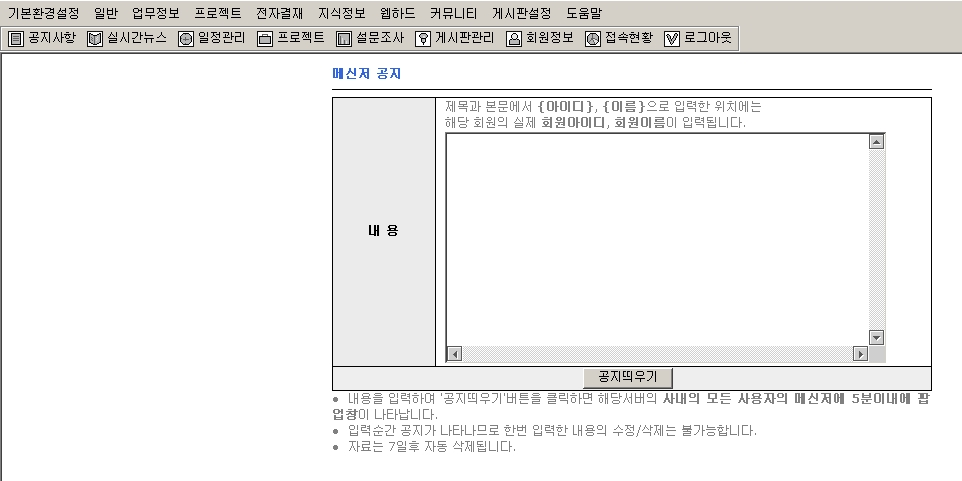 기본환경설정 일반 업무정보 프로젝트 전자결재 지식정보 웹하드 커뮤니티 게시판설정 도움말
공지사항 실시간뉴스 일정관리 프로젝트 설문조사 게시판관리 회원정보 접속현황 로그아웃
메신저 공지
제목과 본문에서 {아이디}, {이름}으로 입력한 위치에는
해당 회원의 실제 회원아이디, 회원이름이 입력됩니다.
내 용
공지띄우기
● 내용을 입력하여 '공지띄우기'버튼을 클릭하면 해당서버의 사내의 모든 사용자의 메신저에 5분이내에 팝
업창이 나타납니다.
● 입력순간 공지가 나타나므로 한번 입력한 내용의 수정/삭제는 불가능합니다.
● 자료는 7일후 자동 삭제됩니다.